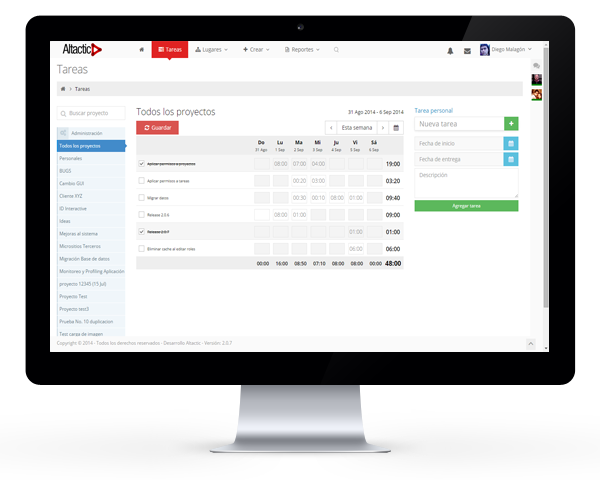 Altactic
Tareas
Lugares
Crear
Reportes
Diego Malagón
Tareas
Tareas
Buscar proyecto
Administración
Todos los proyectos
Personales
BUGS
Cambio GUI
Cliente XYZ
ID Interactive
Ideas
Mejoras al sistema
Micrositios Terceros
Migración Base de datos
Monitoreo y Profiling Aplicación
proyecto 12345 (15 Jul)
Proyecto Test
Proyecto test3
Prueba No. 10 duplicacion
Test carga de imagen
Todos los proyectos
31 Ago 2014 - 6 Sep 2014
Guardar
Esta semana
Do Lu Ma Mi Ju Vi Sá
31 Ago 1 Sep 2 Sep 3 Sep 4 Sep 5 Sep 6 Sep
Aplicar permisos a proyectos 08:00 07:00 04:00 19:00
Aplicar permisos a tareas 00:20 03:00 03:20
Migrar datos 00:30 00:10 08:00 01:00 09:40
Release 2.0.6 08:00 01:00 09:00
Release 2.0.7 01:00 01:00
Eliminar cache al editar roles 06:00 06:00
00:00 16:00 08:50 07:10 08:00 08:00 00:00 48:00
Tarea personal
Nueva tarea
Fecha de inicio
Fecha de entrega
Descripción
Agregar tarea
Copyright © 2014 - Todos los derechos reservados - Desarrollo Altactic - Versión: 2.0.7